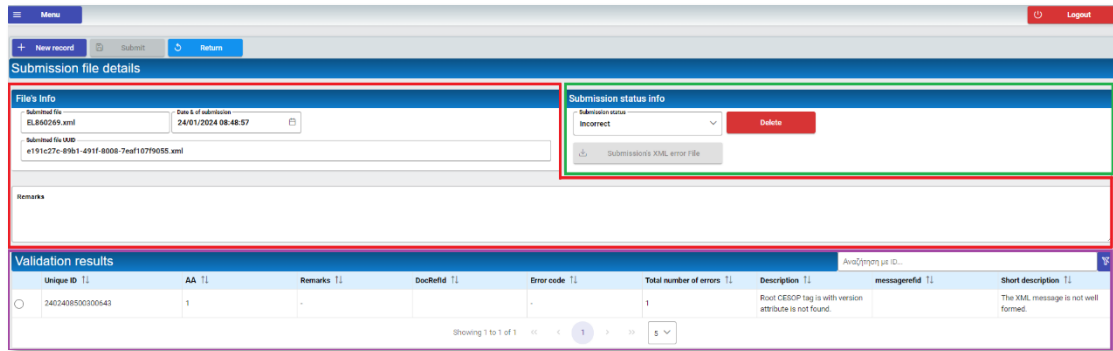 Menu
Logout
New record
Submit
Return
Submission file details
File's Info
Submitted file
EL860269.xml
Date & of submission
24/01/2024 08:48:57
Submitted file UUID
e191c27c-89b1-491f-8008-7eaf107f9055.xml
Submission status info
Submission status
Incorrect
Delete
Submission's XML error File
Remarks
Validation results
Αναζήτηση με ID...
Unique ID AA Remarks DocRefId Error code Total number of errors Description messagerefid Short description
2402408500300643 1 - - 1 Root CESOP tag is with version The XML message is not well
attribute is not found. formed.
Showing 1 to 1 of 1 « < 1 > » 5